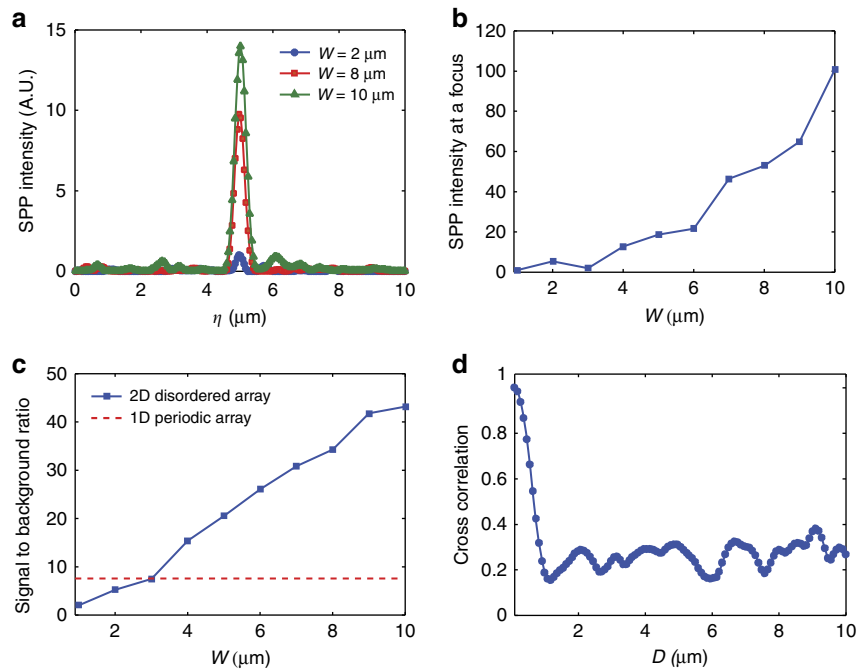 a
SPP intensity (A.U.)
15
10
5
0
0 2 4 6 8 10
η (μm)
W = 2 μm
W = 8 μm
W = 10 μm
b
SPP intensity at a focus
120
100
80
60
40
20
0
2 4 6 8 10
W (μm)
c
Signal to background ratio
50
40
30
20
10
0
2 4 6 8 10
W (μm)
2D disordered array
1D periodic array
d
Cross correlation
1
0.8
0.6
0.4
0.2
0
2 4 6 8 10
D (μm)